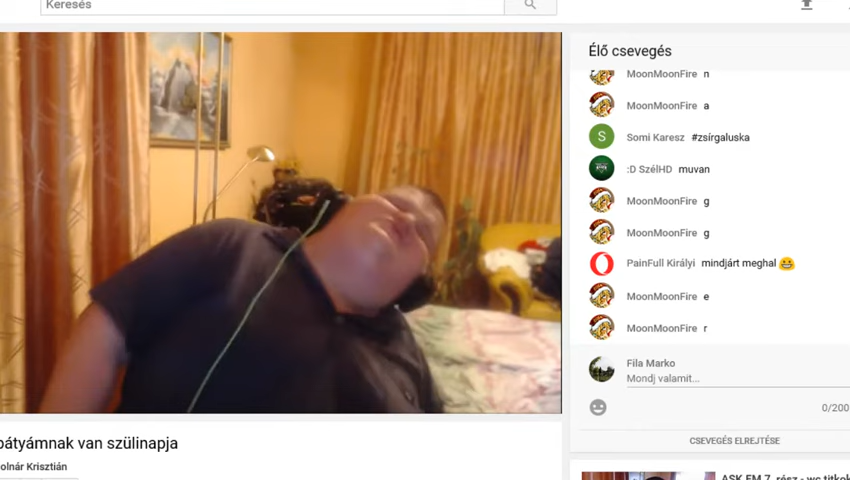 Keresés
Élő csevegés
MoonMoonFire n
MoonMoonFire a
S
Somi Karesz #zsírgaluska
:D SzélHD muvan
MoonMoonFire g
MoonMoonFire g
PainFull Királyi mindjárt meghal
MoonMoonFire e
MoonMoonFire r
Fila Marko
Mondj valamit...
0/200
CSEVEGÉS ELREJTÉSE
bátyámnak van szülinapja
olnár Krisztián
ASK FM 7. rész - wc titkok